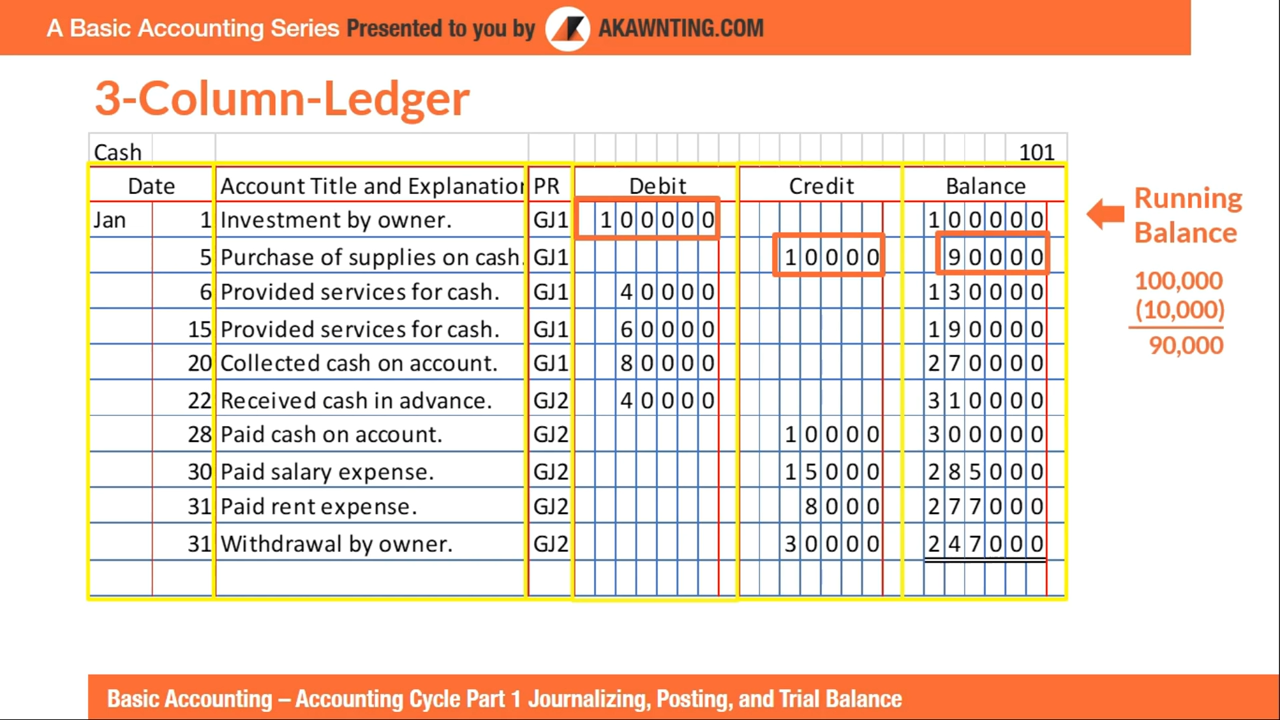 A Basic Accounting Series Presented to you by AKAWNTING.COM
3-Column-Ledger
Cash 101
Date Account Title and Explanation PR Debit Credit Balance
Jan 1 Investment by owner. GJ1 100000 100000
5 Purchase of supplies on cash. GJ1 10000 90000
6 Provided services for cash. GJ1 40000 130000
15 Provided services for cash. GJ1 60000 190000
20 Collected cash on account. GJ1 80000 270000
22 Received cash in advance. GJ2 40000 310000
28 Paid cash on account. GJ2 10000 300000
30 Paid salary expense. GJ2 15000 285000
31 Paid rent expense. GJ2 8000 277000
31 Withdrawal by owner. GJ2 30000 247000
Running
Balance
100,000
(10,000)
90,000
Basic Accounting – Accounting Cycle Part 1 Journalizing, Posting, and Trial Balance